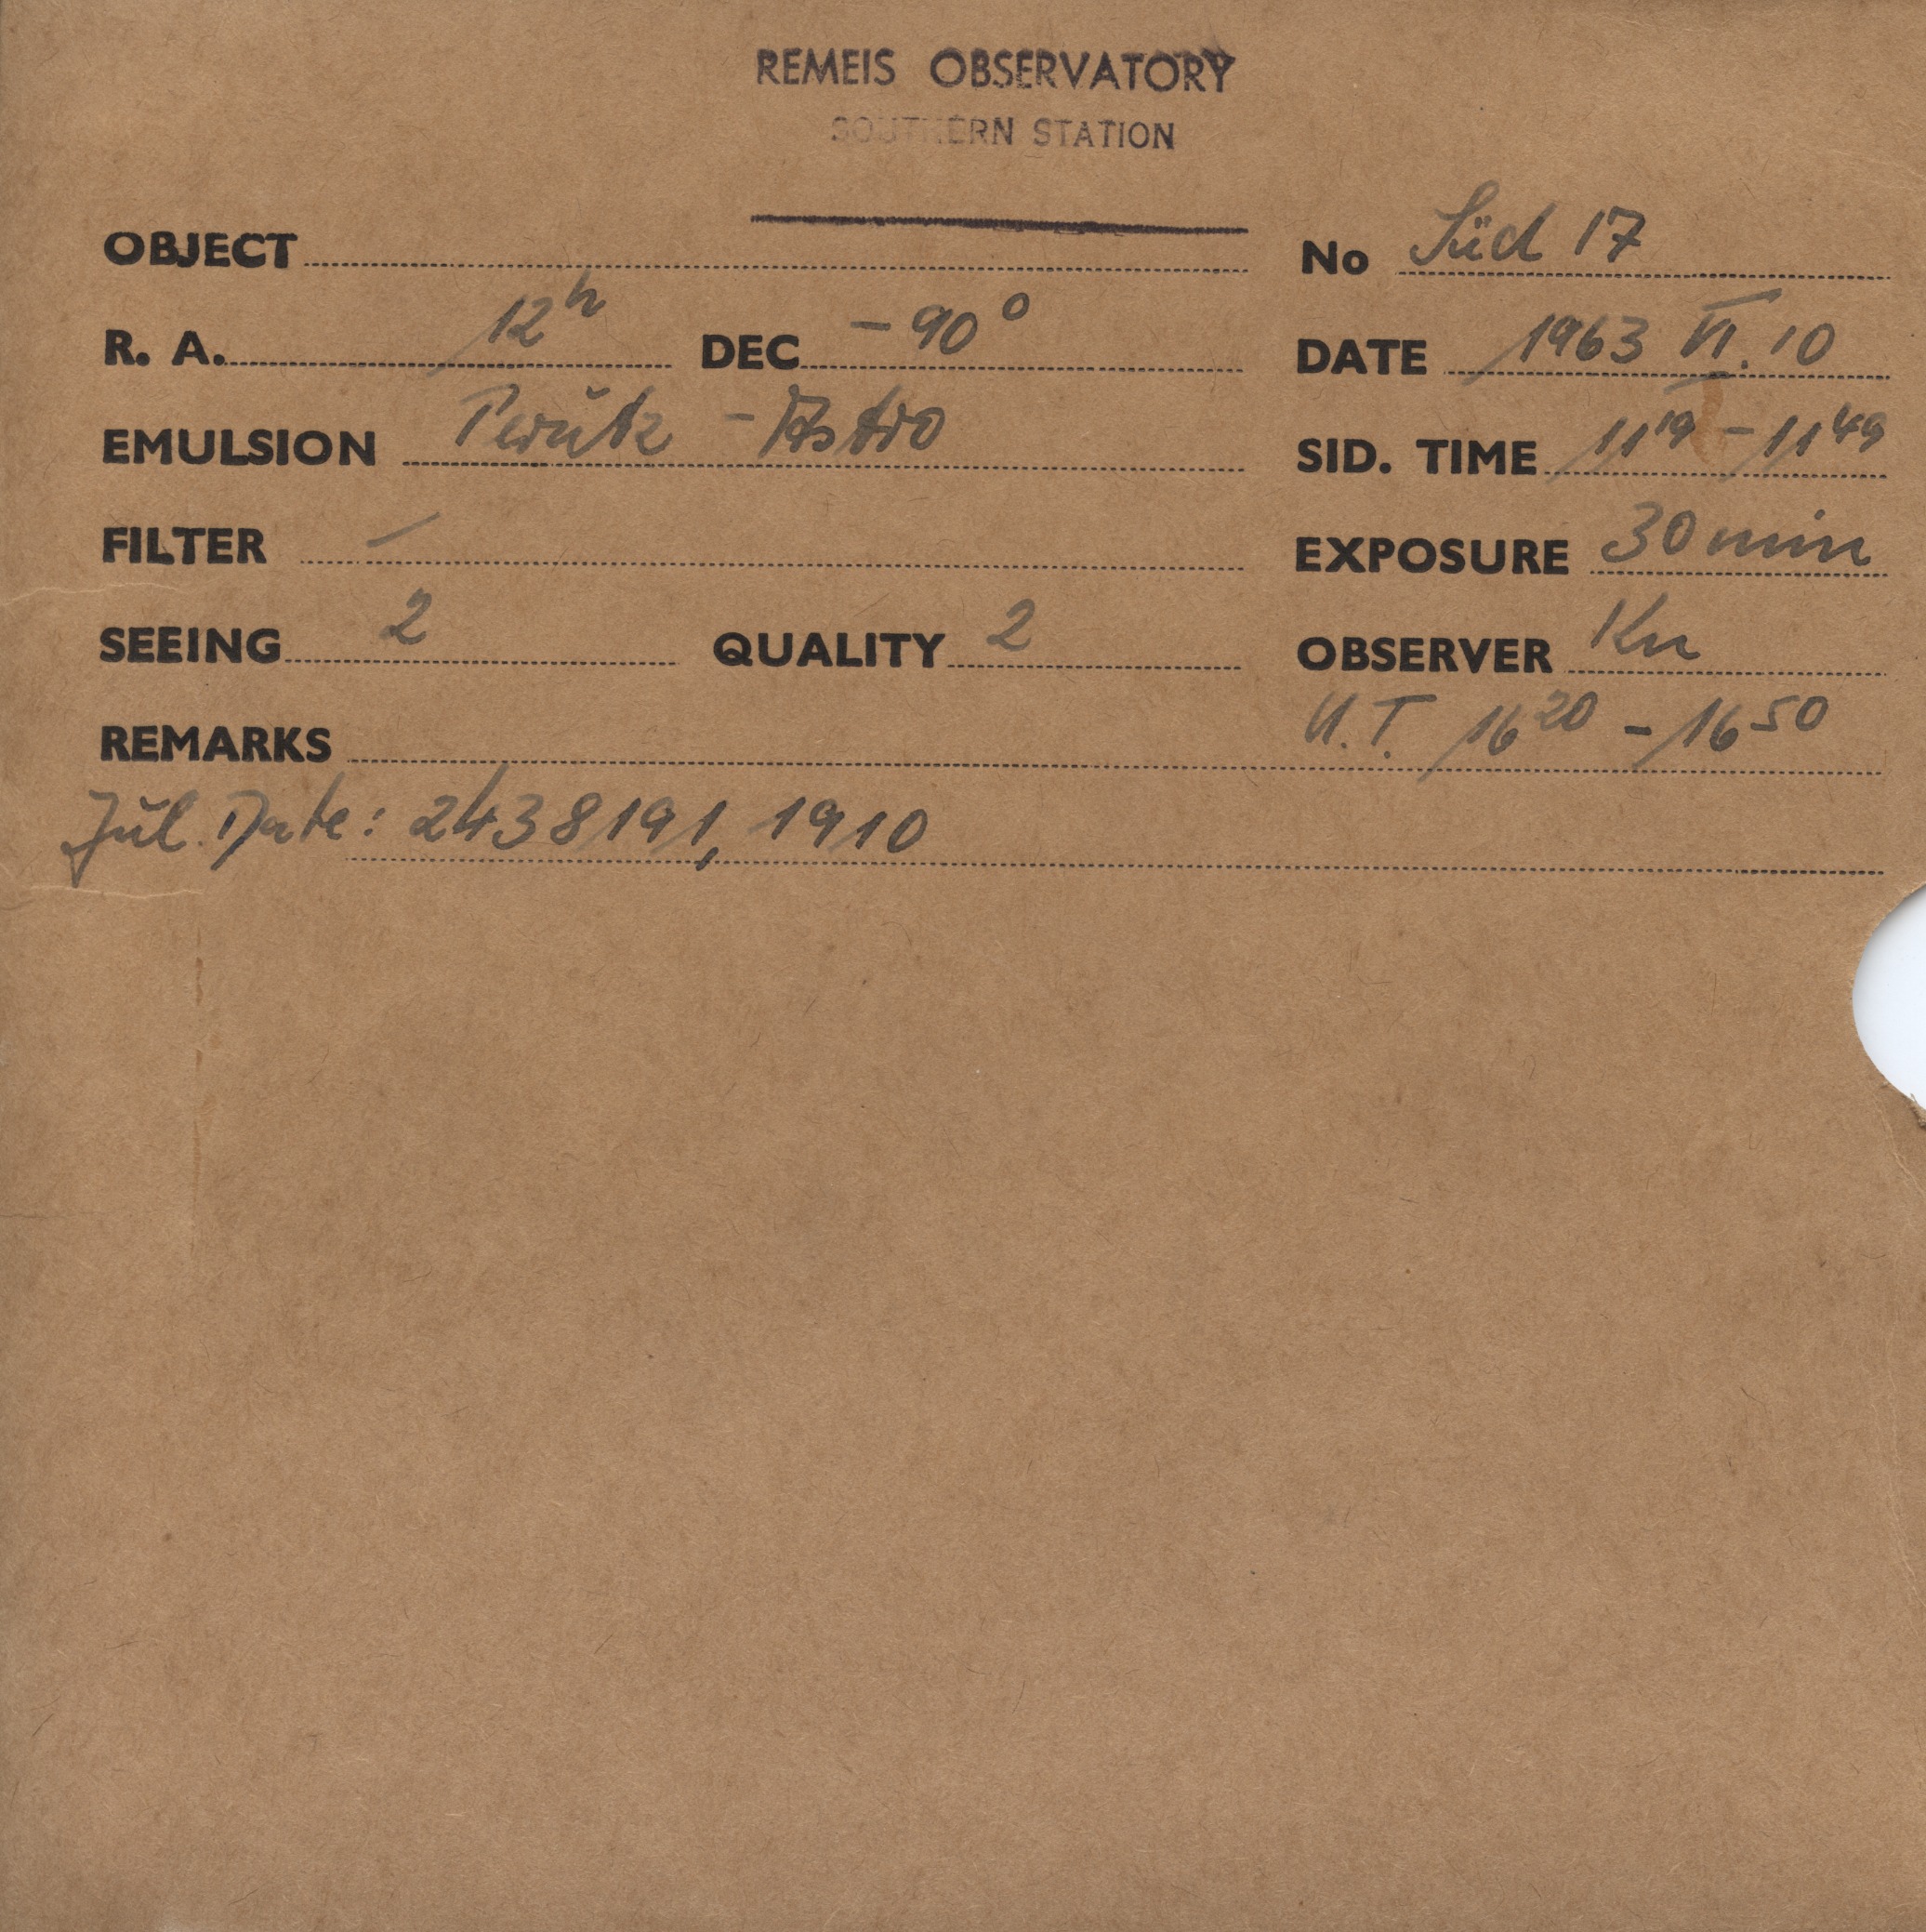 REMEIS OBSERVATORY
SOUTHERN STATION
OBJECT No Süd 17
R. A. 12h DEC -90° DATE 1963 VI. 10
EMULSION Perutz - Astro SID. TIME 11 19 - 11 49
FILTER - EXPOSURE 30 min
SEEING 2 QUALITY 2 OBSERVER Kn
REMARKS U.T. 16 20 - 16 50
Jul. Date: 2438191, 1910